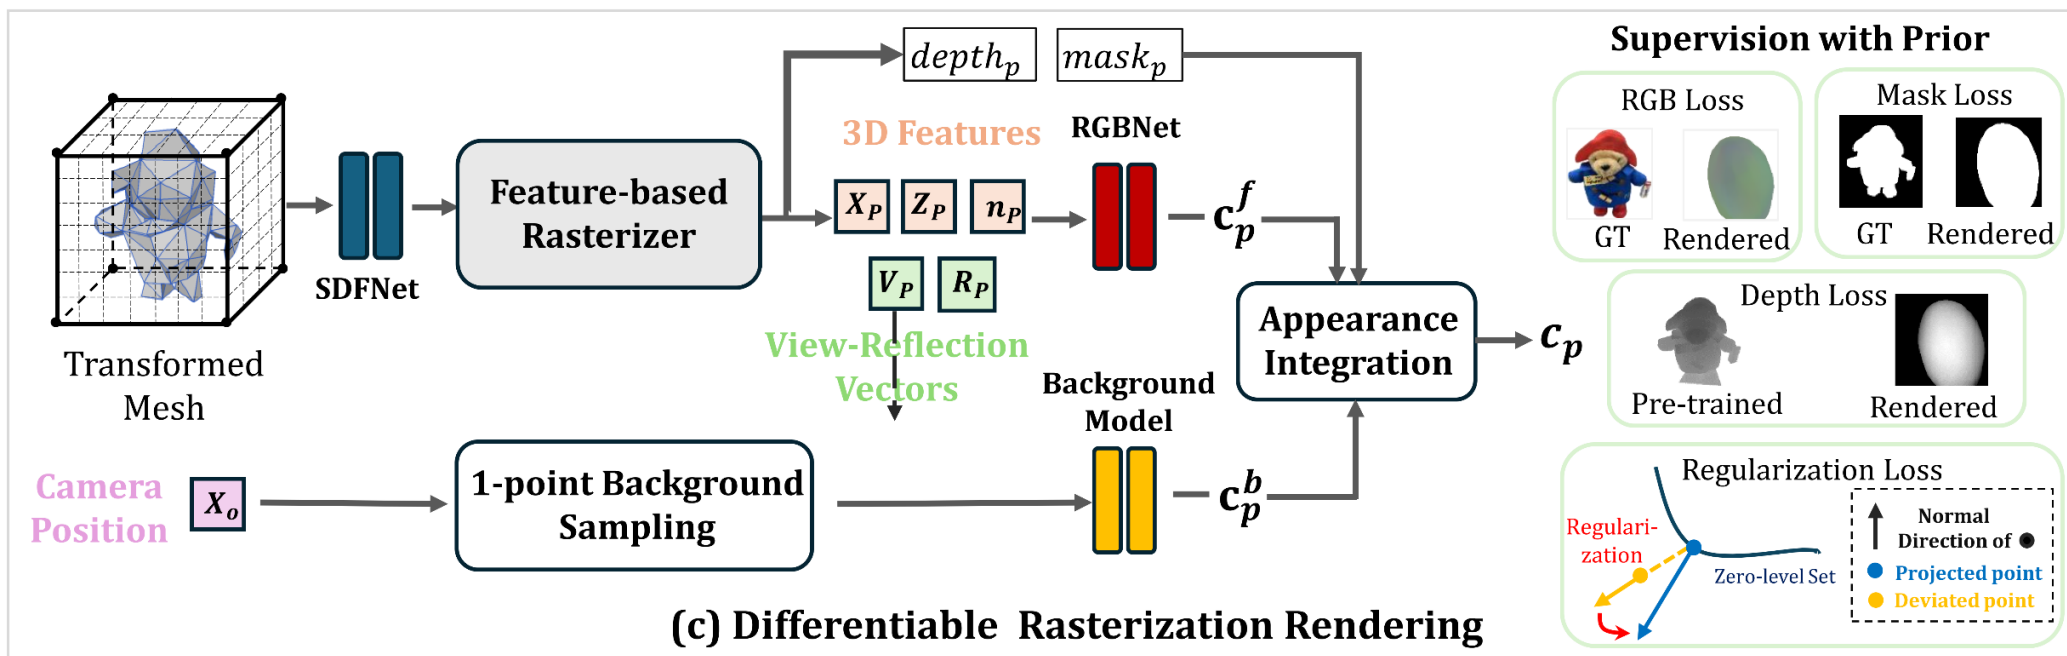 depth_p
mask_p
3D Features
RGBNet
Feature-based
Rasterizer
X_P
Z_P
n_P
c_p^f
SDFNet
V_P
R_P
View-Reflection
Vectors
Transformed
Mesh
Appearance
Integration
c_p
Background
Model
Camera
Position
X_o
1-point Background
Sampling
c_p^b
Supervision with Prior
RGB Loss
GT
Rendered
Mask Loss
GT
Rendered
Depth Loss
Pre-trained
Rendered
Regularization Loss
Regulari-
zation
Zero-level Set
Normal
Direction of
Projected point
Deviated point
(c) Differentiable Rasterization Rendering